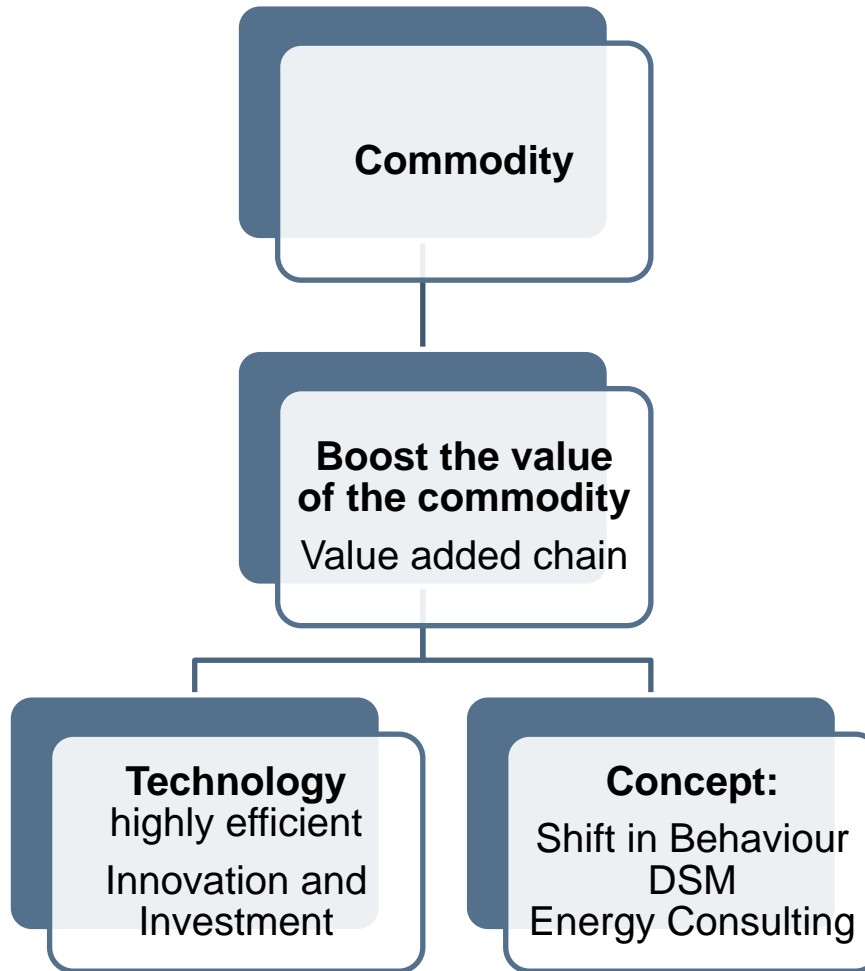 Commodity
Boost the value
of the commodity
Value added chain
Technology
highly efficient
Innovation and
Investment
Concept:
Shift in Behaviour
DSM
Energy Consulting